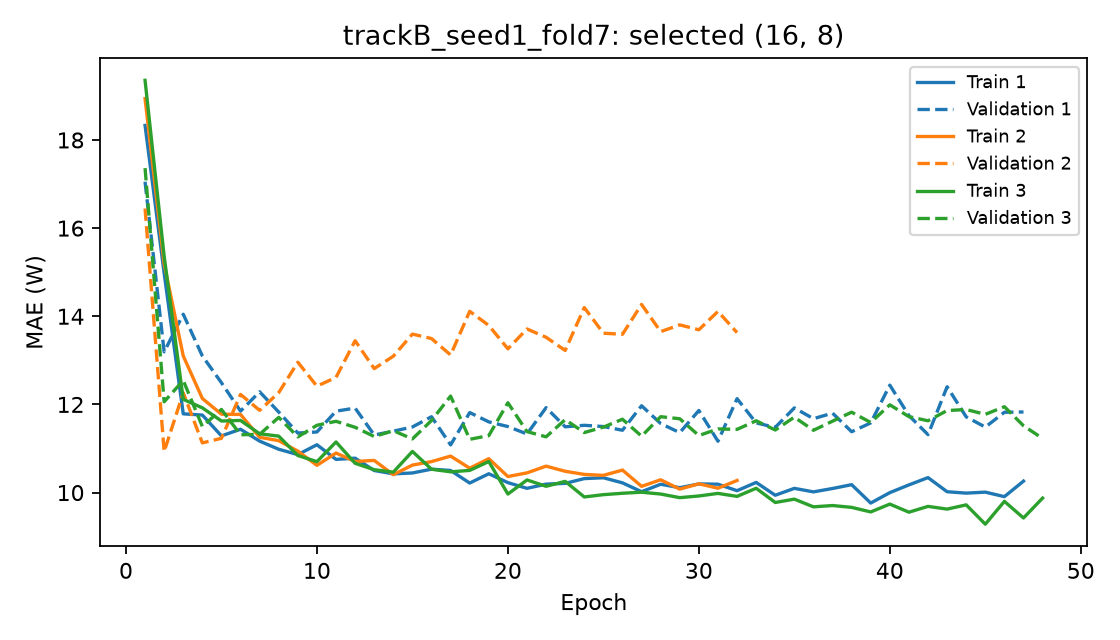 trackB_seed1_fold7: selected (16, 8)
MAE (W)
18
16
14
12
10
0
10
20
30
40
50
Epoch
Train 1
Validation 1
Train 2
Validation 2
Train 3
Validation 3